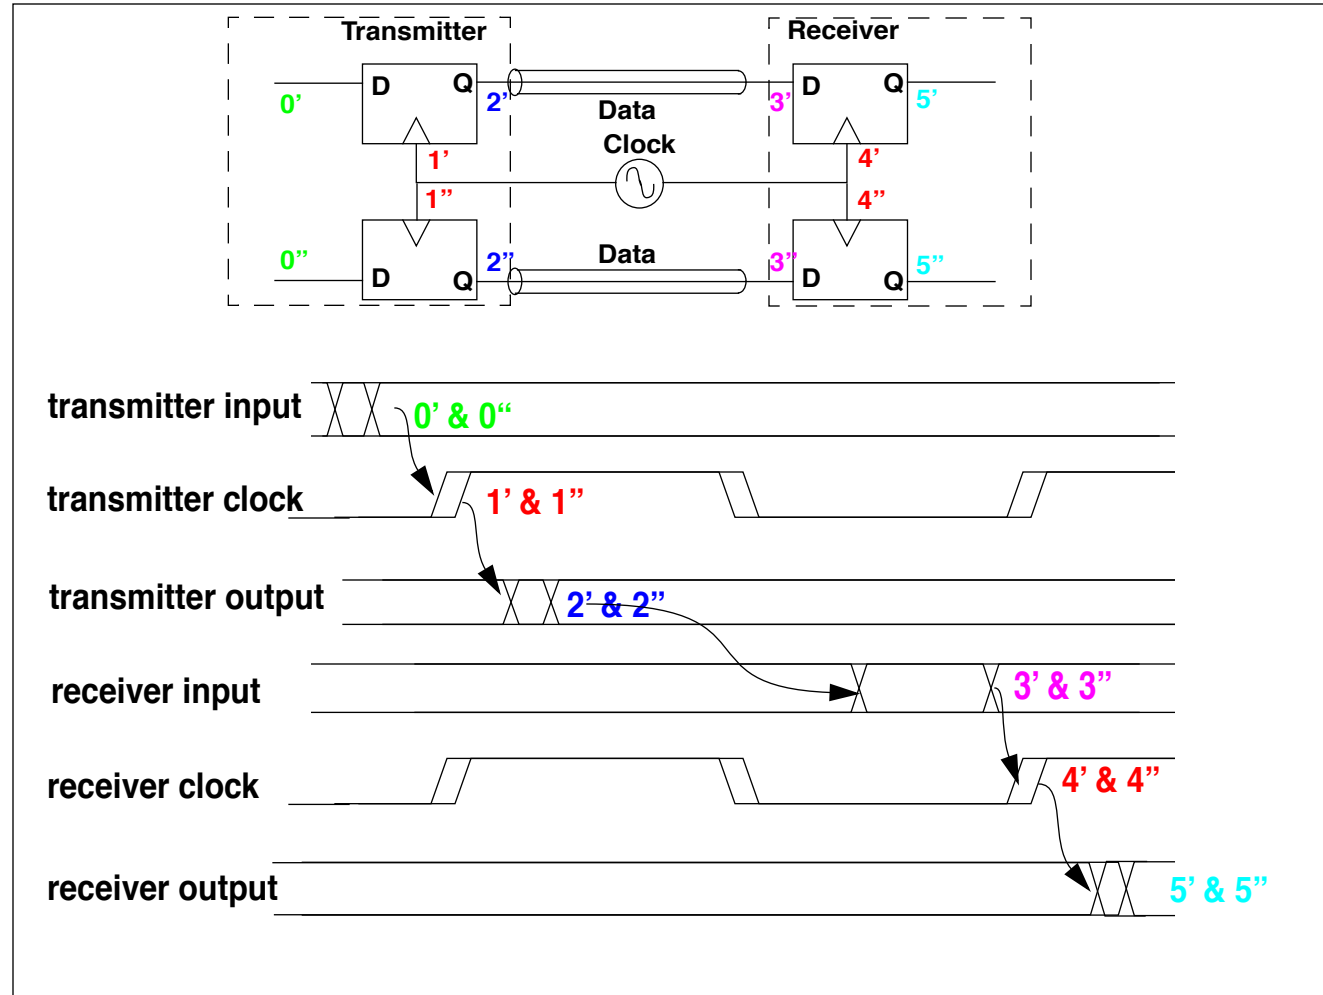 Transmitter
Receiver
D
Q
0'
2'
Data
3'
D
Q
5'
Clock
1'
4'
1”
4”
0”
2”
Data
3”
5”
D
Q
D
Q
transmitter input
0’ & 0“
transmitter clock
1’ & 1”
transmitter output
2’ & 2”
receiver input
3’ & 3”
receiver clock
4’ & 4”
receiver output
5’ & 5”